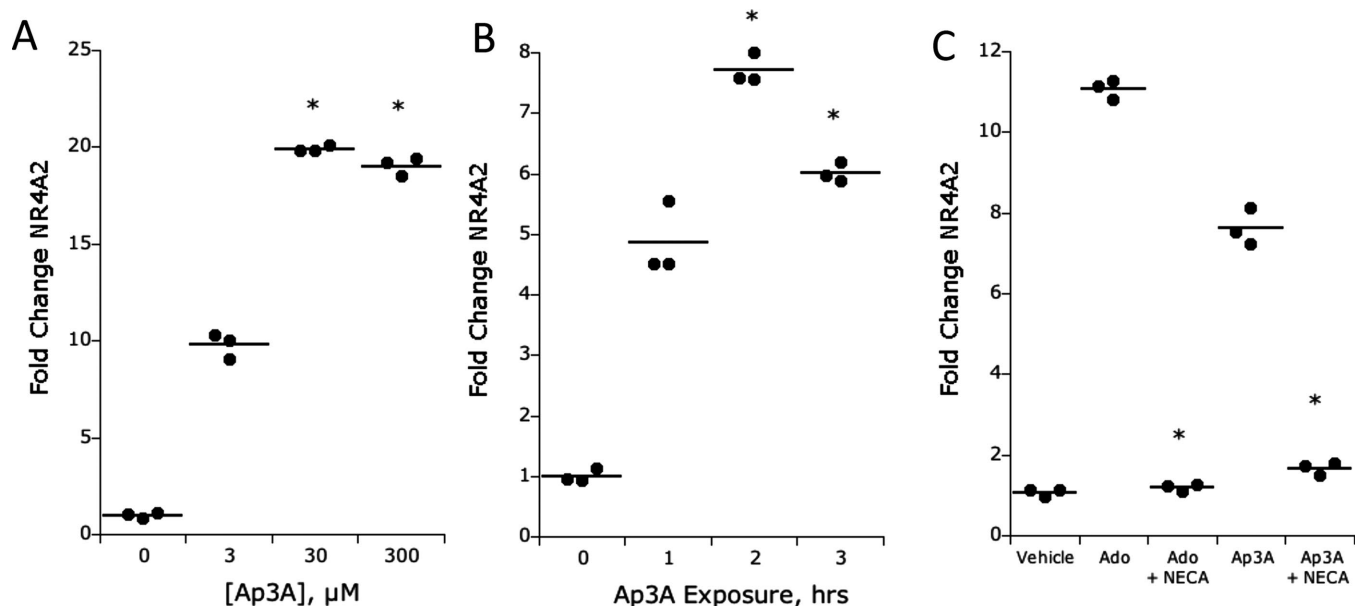 A
Fold Change NR4A2
25
20
15
10
5
0
*
*
0 3 30 300
[Ap3A], μM
B
Fold Change NR4A2
8
7
6
5
4
3
2
1
0
*
*
0 1 2 3
Ap3A Exposure, hrs
C
Fold Change NR4A2
12
10
8
6
4
2
0
*
*
Vehicle Ado Ado Ap3A Ap3A
+ NECA + NECA